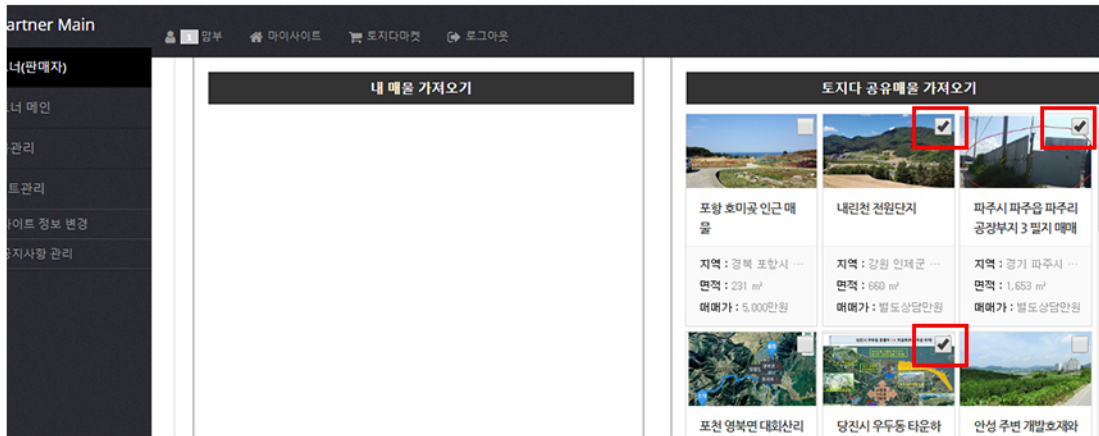 artner Main
1 맘부 마이사이트 토지다마켓 로그아웃
너(판매자)
너 메인
관리
트관리
사이트 정보 변경
공지사항 관리
내 매물 가져오기
토지다 공유매물 가져오기
포항 호미곶 인근 매
물
지역 : 경북 포항시 ...
면적 : 231 ㎡
매매가 : 5,000만원
내린천 전원단지
지역 : 강원 인제군 ...
면적 : 660 ㎡
매매가 : 별도상담만원
파주시 파주읍 파주리
공장부지 3 필지 매매
지역 : 경기 파주시 ...
면적 : 1,653 ㎡
매매가 : 별도상담만원
포천 영북면 대회산리
당진시 우두동 타운하
안성 주변 개발호재와